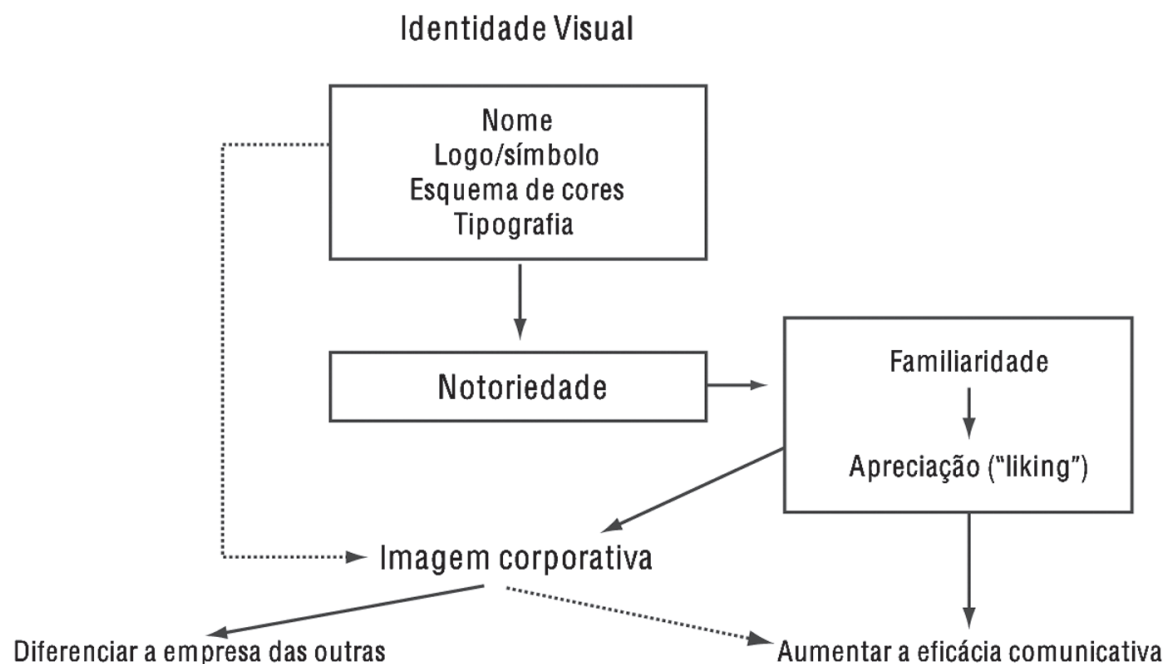 Identidade Visual
Nome
Logo/símbolo
Esquema de cores
Tipografia
Notoriedade
Familiaridade
Apreciação (“liking”)
Imagem corporativa
Diferenciar a empresa das outras
Aumentar a eficácia comunicativa